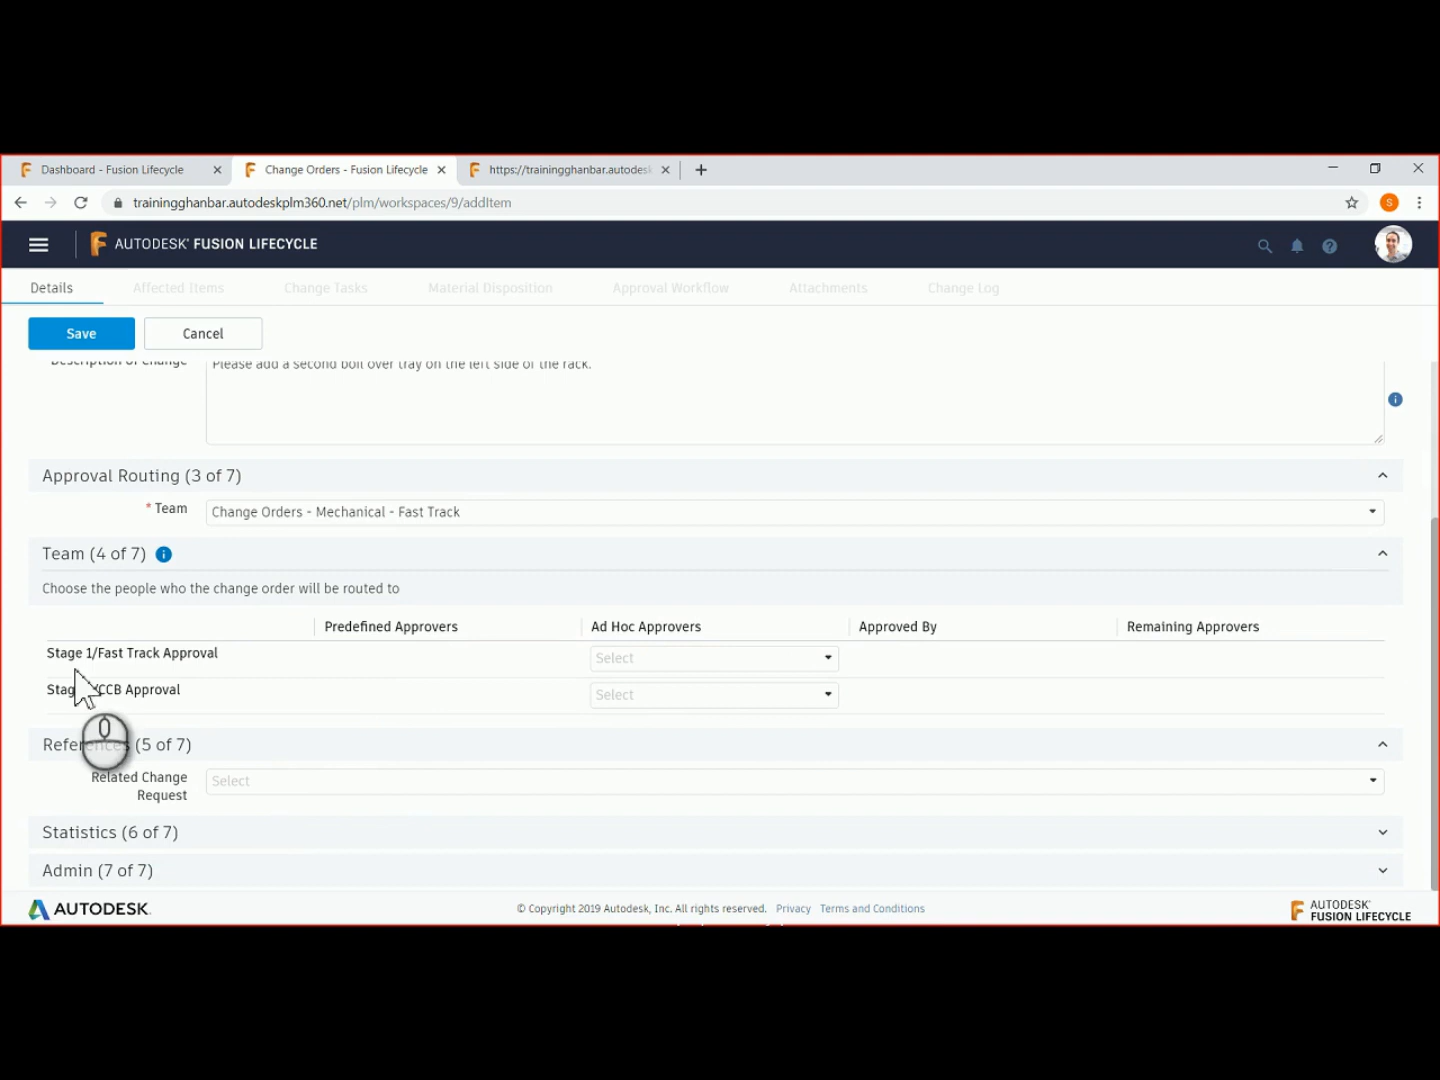 Dashboard - Fusion Lifecycle
Change Orders - Fusion Lifecycle
https://trainingghanbar.autodesk
trainingghanbar.autodeskplm360.net/plm/workspaces/9/addItem
S
AUTODESK® FUSION LIFECYCLE
Details
Affected Items
Change Tasks
Material Disposition
Approval Workflow
Attachments
Change Log
Save
Cancel
Description of Change
Please add a second boil over tray on the left side of the rack.
Approval Routing (3 of 7)
* Team
Change Orders - Mechanical - Fast Track
Team (4 of 7)
Choose the people who the change order will be routed to
Predefined Approvers
Ad Hoc Approvers
Approved By
Remaining Approvers
Stage 1/Fast Track Approval
Select
/CCB Approval
Select
References (5 of 7)
Related Change
Request
Select
Statistics (6 of 7)
Admin (7 of 7)
AUTODESK.
© Copyright 2019 Autodesk, Inc. All rights reserved. Privacy Terms and Conditions
AUTODESK®
FUSION LIFECYCLE